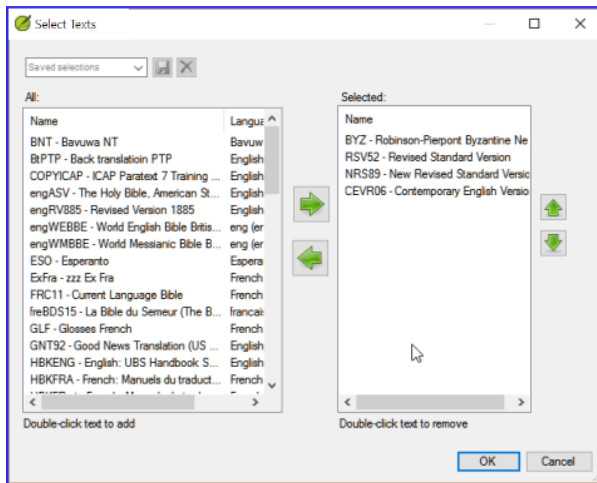 Select Texts
Saved selections
All:
Name Langua
BNT - Bavuwa NT Bavuw
BtPTP - Back translatioin PTP English
COPYICAP - ICAP Paratext 7 Training ... English
engASV - The Holy Bible, American St... English
engRV885 - Revised Version 1885 English
engWEBBE - World English Bible Britis... eng (er
engWMBBE - World Messianic Bible B... eng (er
ESO - Esperanto Espera
ExFra - zzz Ex Fra French
FRC11 - Current Language Bible French
freBDS15 - La Bible du Semeur (The B... francais
GLF - Glosses French French
GNT92 - Good News Translation (US ... English
HBKENG - English: UBS Handbook S... English
HBKFRA - French: Manuels du traduct... French
Double-click text to add
Selected:
Name
BYZ - Robinson-Pierpont Byzantine Ne
RSV52 - Revised Standard Version
NRS89 - New Revised Standard Versic
CEVR06 - Contemporary English Versio
Double-click text to remove
OK Cancel